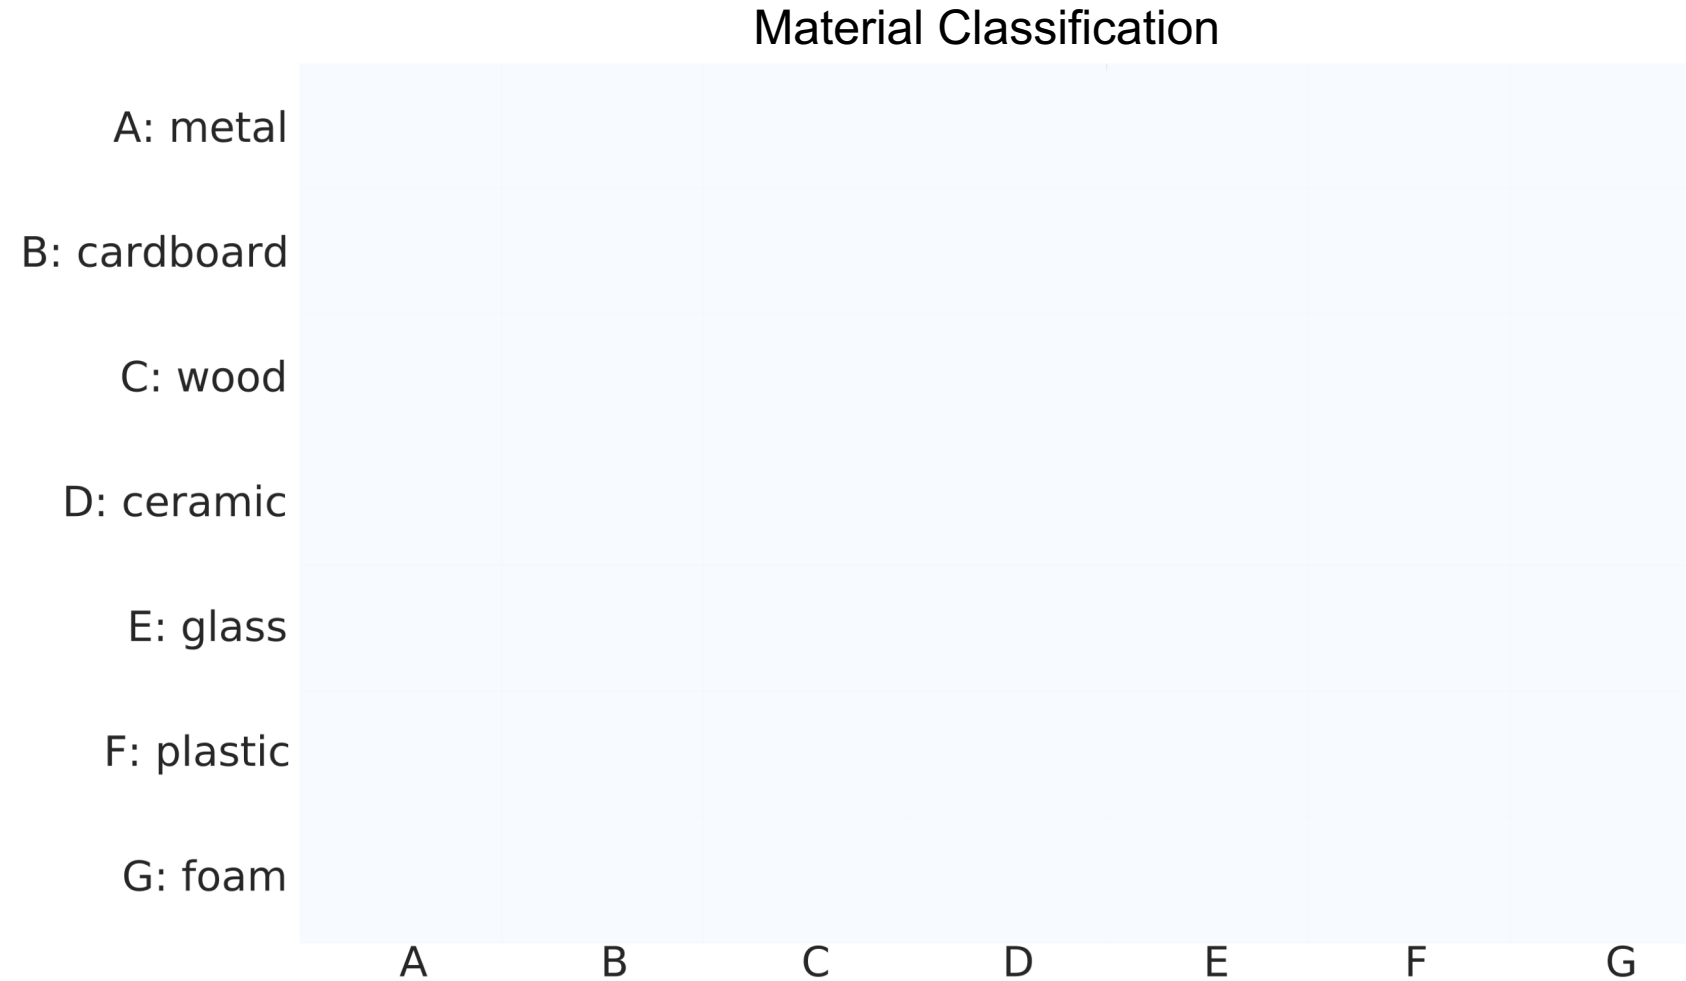 Material Classification
A: metal
B: cardboard
C: wood
D: ceramic
E: glass
F: plastic
G: foam
A B C D E F G